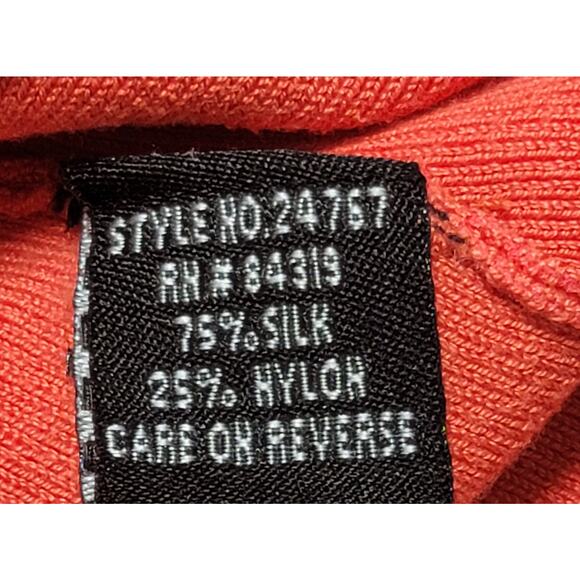 STYLE NO. 24767
RN # 84319
75% SILK
25% NYLON
CARE ON REVERSE